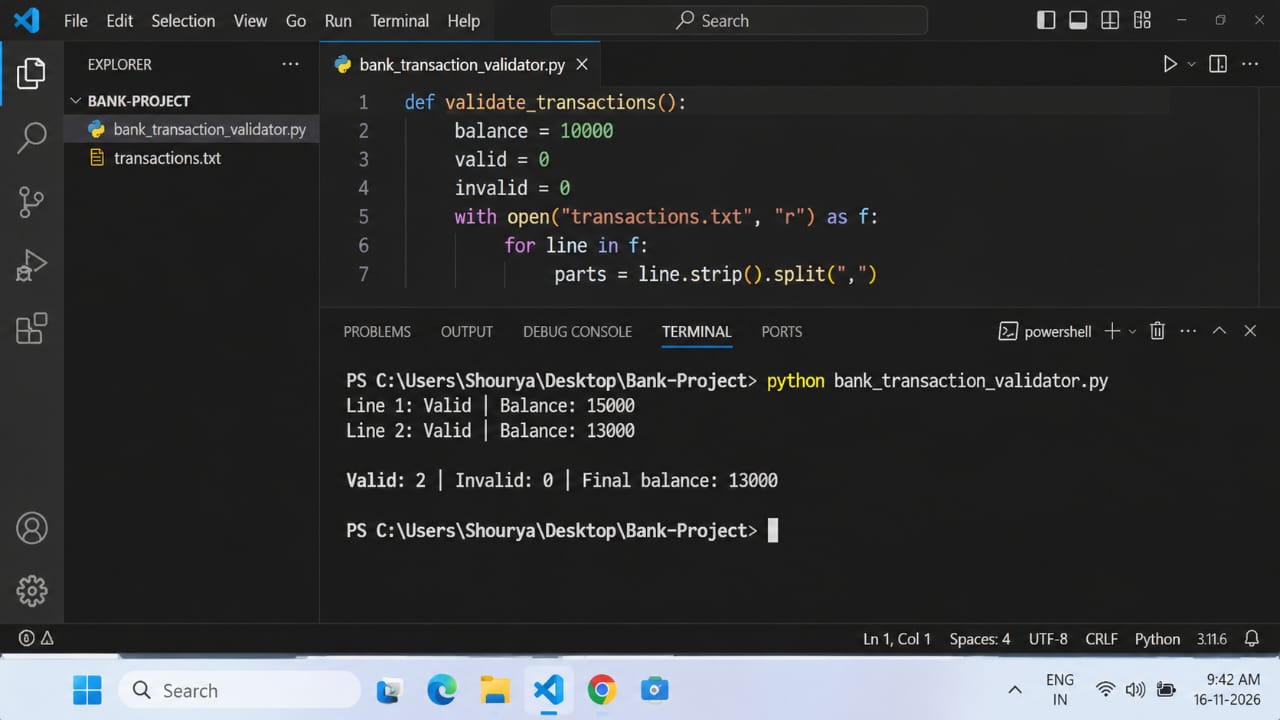 File Edit Selection View Go Run Terminal Help
Search
EXPLORER
BANK-PROJECT
bank_transaction_validator.py
transactions.txt
bank_transaction_validator.py
1 def validate_transactions():
2 balance = 10000
3 valid = 0
4 invalid = 0
5 with open("transactions.txt", "r") as f:
6 for line in f:
7 parts = line.strip().split(",")
PROBLEMS OUTPUT DEBUG CONSOLE TERMINAL PORTS
powershell
PS C:\Users\Shourya\Desktop\Bank-Project> python bank_transaction_validator.py
Line 1: Valid | Balance: 15000
Line 2: Valid | Balance: 13000
Valid: 2 | Invalid: 0 | Final balance: 13000
PS C:\Users\Shourya\Desktop\Bank-Project>
Ln 1, Col 1 Spaces: 4 UTF-8 CRLF Python 3.11.6
Search
ENG
IN
9:42 AM
16-11-2026